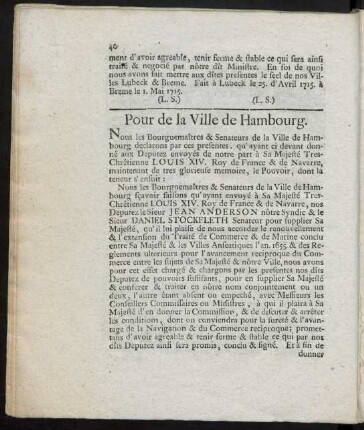 40
ment d'avoir agreable, tenir ferme & stable ce qui sera ainsi
traité & negocié par nôtre dit Ministre. En foi de quoi
nous avons fait mettre aux dites presentes le seel de nos Vil-
les Lubeck & Breme. Fait à Lubeck le 25. d'Avril 1715. à
Breme le 1. Mai 1715.
(L. S.) (L. S.)
Pour de la Ville de Hambourg.
Nous les Bourguemaîtres & Senateurs de la Ville de Ham-
bourg declarons par ces presentes, qu'ayant ci devant don-
né aux Deputez envoyés de nôtre part à Sa Majesté Tres-
Chrétienne LOUIS XIV. Roy de France & de Navarre,
maintenant de tres glorieuse memoire, le Pouvoir, dont la
teneur s'ensuit:
Nous les Bourguemaîtres & Senateurs de la Ville de Ham-
bourg sçavoir faisons qu'ayant envoyé à Sa Majesté Tres-
Chrêtienne LOUIS XIV. Roy de France & de Navarre, nos
Deputez le Sieur JEAN ANDERSON nôtre Syndic & le
Sieur DANIEL STOCKFLETH Senateur pour supplier Sa
Majesté, qu'il lui plaise de nous accorder le renouvellement
& l'extension du Traité de Commerce & de Marine conclu
entre Sa Majesté & les Villes Anseatiques l'an. 1655 & des Re-
glements ulterieurs pour l'avancement reciproque du Com-
merce entre les sujets de Sa Majesté & nôtre Ville, nous avons
pour cet effet chargé & chargons par les presentes nos dits
Deputez de pouvoirs suffisants, pour en supplier Sa Majesté
& conferer & traiter en nôtre nom conjointement ou un
deux, l'autre étant absent ou empeché, avec Messieurs les
Conseillers Commissaires ou Ministres, à qui il plaira à Sa
Majesté d'en donner la Commission, & de discuter & arrêter
les conditions, dont on conviendra pour la sureté & l'avan-
tage de la Navigation & du Commerce reciproque; promet-
tans d'avoir agreable & tenir ferme & stable ce qui par nos
dits Deputez ainsi sera promis, conclu & signé. Et à fin de
donner